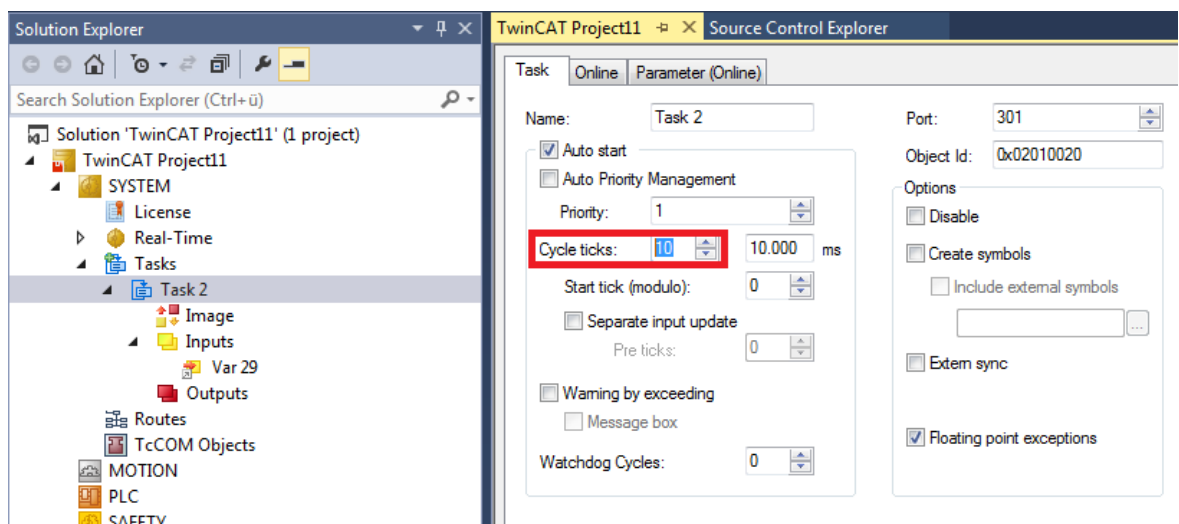 Solution Explorer
Search Solution Explorer (Ctrl+ü)
Solution 'TwinCAT Project11' (1 project)
TwinCAT Project11
SYSTEM
License
Real-Time
Tasks
Task 2
Image
Inputs
Var 29
Outputs
Routes
TcCOM Objects
MOTION
PLC
SAFETY
TwinCAT Project11 Source Control Explorer
Task Online Parameter (Online)
Name: Task 2
Auto start
Auto Priority Management
Priority: 1
Cycle ticks: 10 10.000 ms
Start tick (modulo): 0
Separate input update
Pre ticks: 0
Warning by exceeding
Message box
Watchdog Cycles: 0
Port: 301
Object Id: 0x02010020
Options
Disable
Create symbols
Include external symbols
...
Extern sync
Floating point exceptions